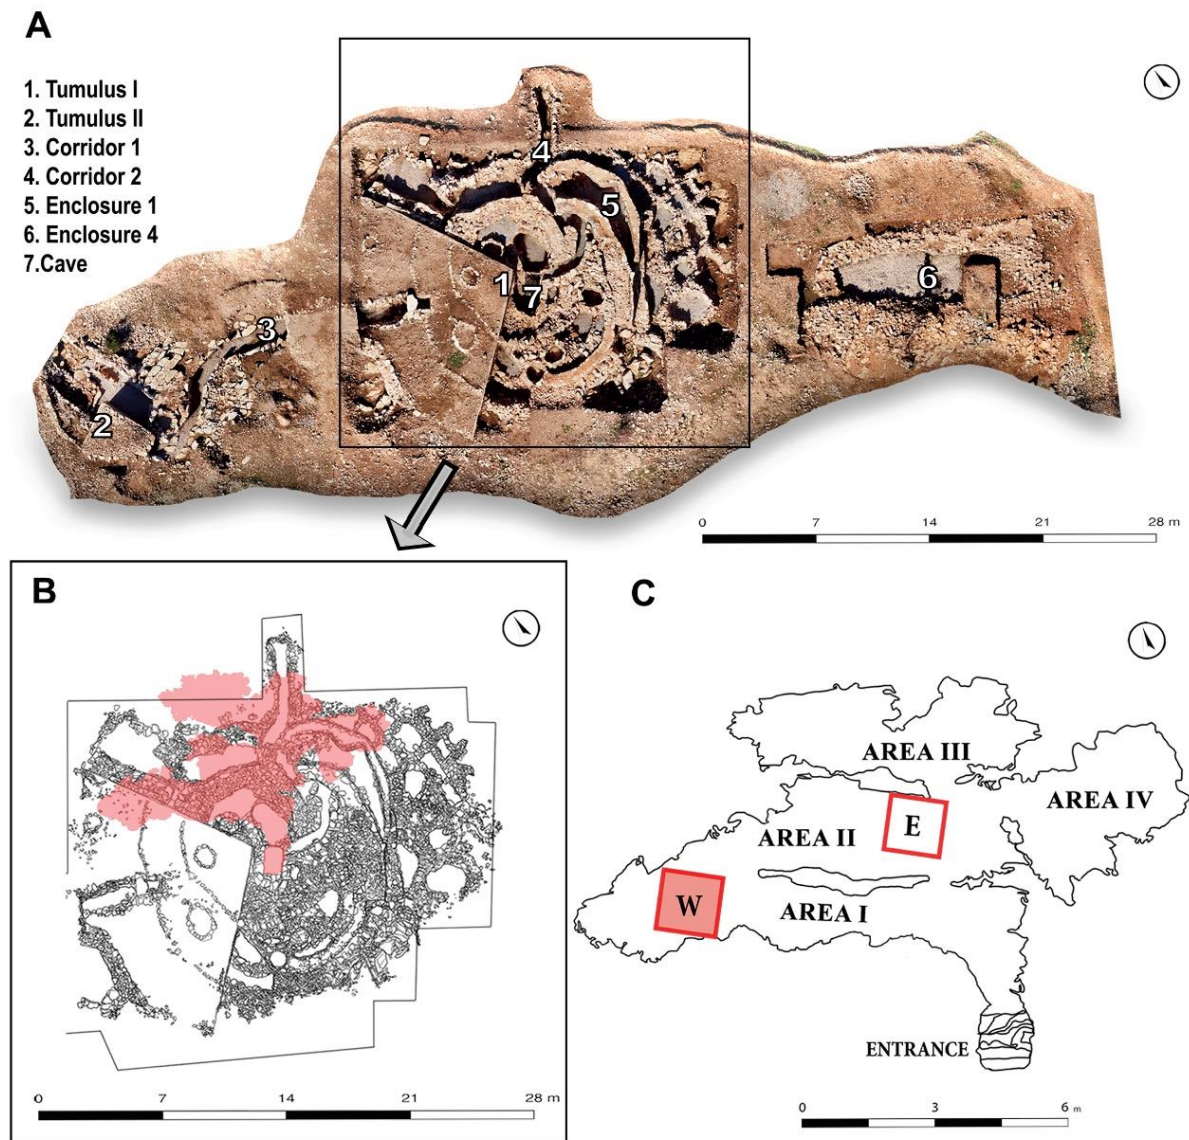 A
1. Tumulus I
2. Tumulus II
3. Corridor 1
4. Corridor 2
5. Enclosure 1
6. Enclosure 4
7.Cave
4
5
1
7
6
3
2
0 7 14 21 28 m
B
0 7 14 21 28 m
C
AREA III
AREA IV
AREA II
E
W
AREA I
ENTRANCE
0 3 6 m